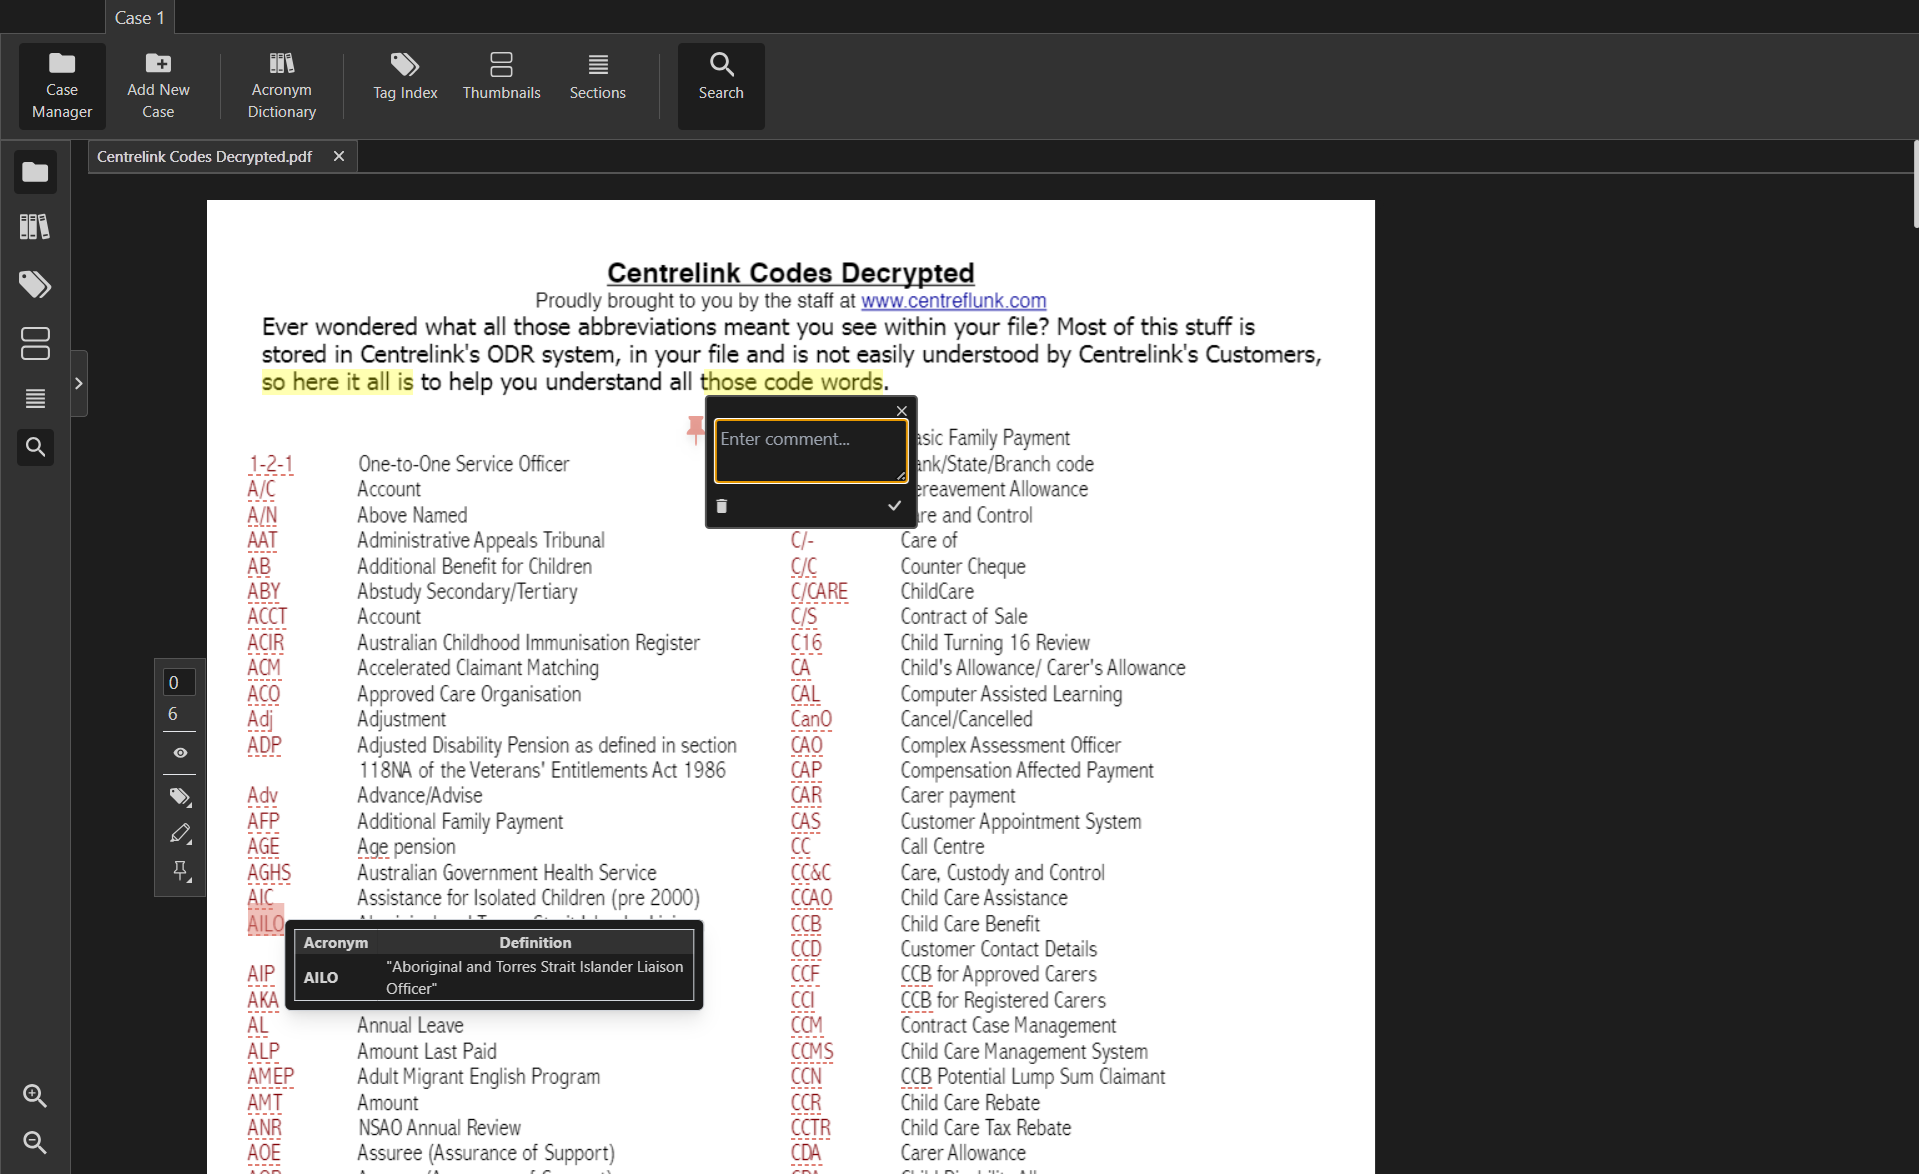 Case 1
Case Manager
Add New Case
Acronym Dictionary
Tag Index
Thumbnails
Sections
Search
Centrelink Codes Decrypted.pdf
Centrelink Codes Decrypted
Proudly brought to you by the staff at www.centreflunk.com
Ever wondered what all those abbreviations meant you see within your file? Most of this stuff is
stored in Centrelink's ODR system, in your file and is not easily understood by Centrelink's Customers,
so here it all is to help you understand all those code words.
Enter comment...
1-2-1 One-to-One Service Officer
A/C Account
A/N Above Named
AAT Administrative Appeals Tribunal
AB Additional Benefit for Children
ABY Abstudy Secondary/Tertiary
ACCT Account
ACIR Australian Childhood Immunisation Register
ACM Accelerated Claimant Matching
ACO Approved Care Organisation
Adj Adjustment
ADP Adjusted Disability Pension as defined in section
118NA of the Veterans' Entitlements Act 1986
Adv Advance/Advise
AFP Additional Family Payment
AGE Age pension
AGHS Australian Government Health Service
AIC Assistance for Isolated Children (pre 2000)
AILO
Acronym Definition
AILO "Aboriginal and Torres Strait Islander Liaison
Officer"
AIP
AKA
AL Annual Leave
ALP Amount Last Paid
AMEP Adult Migrant English Program
AMT Amount
ANR NSAO Annual Review
AOE Assuree (Assurance of Support)
Family Payment
/State/Branch code
Allowance
and Control
C/- Care of
C/C Counter Cheque
C/CARE ChildCare
C/S Contract of Sale
C16 Child Turning 16 Review
CA Child's Allowance/ Carer's Allowance
CAL Computer Assisted Learning
CanO Cancel/Cancelled
CAO Complex Assessment Officer
CAP Compensation Affected Payment
CAR Carer payment
CAS Customer Appointment System
CC Call Centre
CC&C Care, Custody and Control
CCAO Child Care Assistance
CCB Child Care Benefit
CCD Customer Contact Details
CCF CCB for Approved Carers
CCI CCB for Registered Carers
CCM Contract Case Management
CCMS Child Care Management System
CCN CCB Potential Lump Sum Claimant
CCR Child Care Rebate
CCTR Child Care Tax Rebate
CDA Carer Allowance
0
6